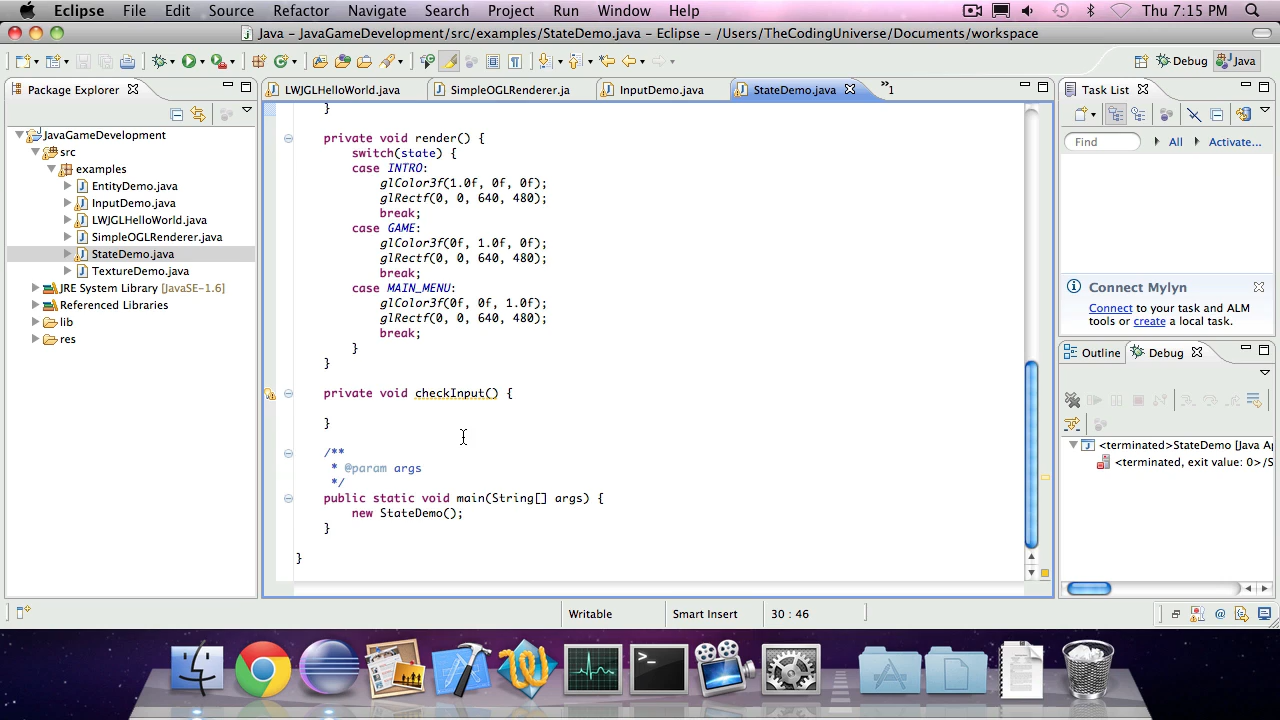 Eclipse File Edit Source Refactor Navigate Search Project Run Window Help Thu 7:15 PM
Java – JavaGameDevelopment/src/examples/StateDemo.java – Eclipse – /Users/TheCodingUniverse/Documents/workspace
Debug Java
Package Explorer
LWJGLHelloWorld.java SimpleOGLRenderer.ja InputDemo.java StateDemo.java »1
Task List
Find All Activate...
JavaGameDevelopment
src
examples
EntityDemo.java
InputDemo.java
LWJGLHelloWorld.java
SimpleOGLRenderer.java
StateDemo.java
TextureDemo.java
JRE System Library [JavaSE-1.6]
Referenced Libraries
lib
res
}
private void render() {
switch(state) {
case INTRO:
glColor3f(1.0f, 0f, 0f);
glRectf(0, 0, 640, 480);
break;
case GAME:
glColor3f(0f, 1.0f, 0f);
glRectf(0, 0, 640, 480);
break;
case MAIN_MENU:
glColor3f(0f, 0f, 1.0f);
glRectf(0, 0, 640, 480);
break;
}
}
private void checkInput() {
}
/**
* @param args
*/
public static void main(String[] args) {
new StateDemo();
}
}
Connect Mylyn
Connect to your task and ALM
tools or create a local task.
Outline Debug
<terminated>StateDemo [Java Ap
<terminated, exit value: 0>/S
Writable Smart Insert 30 : 46